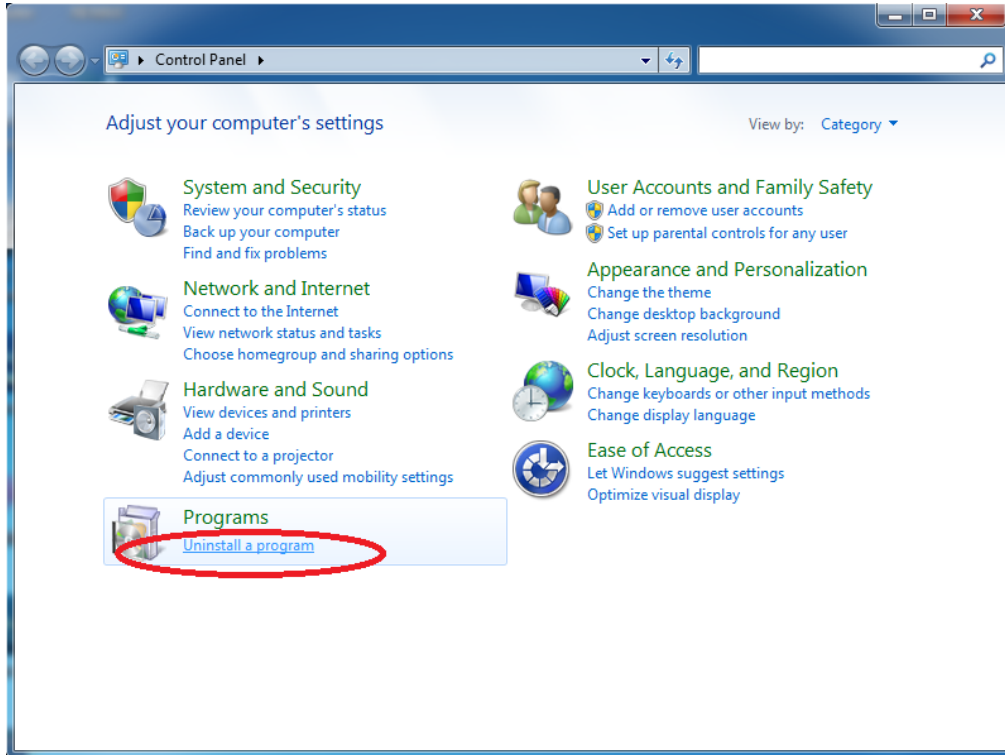 Control Panel
Adjust your computer's settings
View by: Category
System and Security
Review your computer's status
Back up your computer
Find and fix problems
Network and Internet
Connect to the Internet
View network status and tasks
Choose homegroup and sharing options
Hardware and Sound
View devices and printers
Add a device
Connect to a projector
Adjust commonly used mobility settings
Programs
Uninstall a program
User Accounts and Family Safety
Add or remove user accounts
Set up parental controls for any user
Appearance and Personalization
Change the theme
Change desktop background
Adjust screen resolution
Clock, Language, and Region
Change keyboards or other input methods
Change display language
Ease of Access
Let Windows suggest settings
Optimize visual display